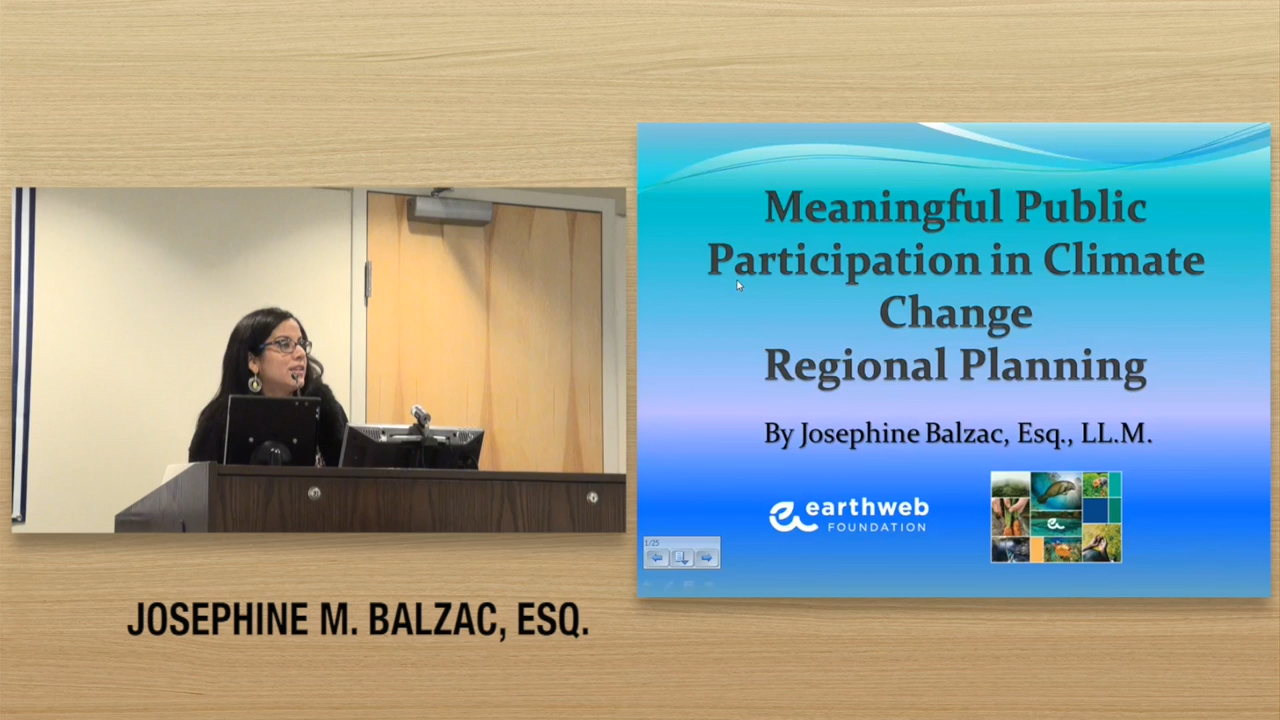 Meaningful Public
Participation in Climate
Change
Regional Planning
By Josephine Balzac, Esq., LL.M.
earthweb
FOUNDATION
1/25
JOSEPHINE M. BALZAC, ESQ.